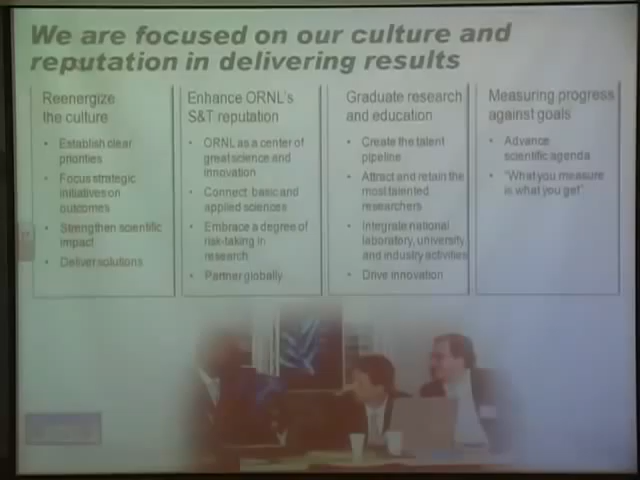 We are focused on our culture and
reputation in delivering results
Reenergize
the culture
• Establish clear
priorities
• Focus strategic
initiatives on
outcomes
• Strengthen scientific
impact
• Deliver solutions
Enhance ORNL's
S&T reputation
• ORNL as a center of
great science and
innovation
• Connect basic and
applied sciences
• Embrace a degree of
risk-taking in
research
• Partner globally
Graduate research
and education
• Create the talent
pipeline
• Attract and retain the
most talented
researchers
• Integrate national
laboratory, university
and industry activities
• Drive innovation
Measuring progress
against goals
• Advance
scientific agenda
• "What you measure
is what you get"